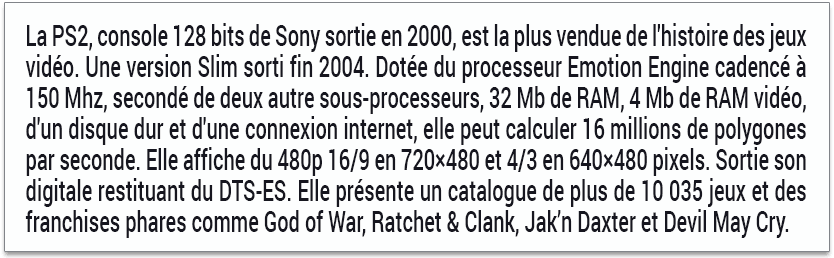 La PS2, console 128 bits de Sony sortie en 2000, est la plus vendue de l'histoire des jeux
vidéo. Une version Slim sorti fin 2004. Dotée du processeur Emotion Engine cadencé à
150 Mhz, secondé de deux autre sous-processeurs, 32 Mb de RAM, 4 Mb de RAM vidéo,
d'un disque dur et d'une connexion internet, elle peut calculer 16 millions de polygones
par seconde. Elle affiche du 480p 16/9 en 720×480 et 4/3 en 640×480 pixels. Sortie son
digitale restituant du DTS-ES. Elle présente un catalogue de plus de 10 035 jeux et des
franchises phares comme God of War, Ratchet & Clank, Jak’n Daxter et Devil May Cry.